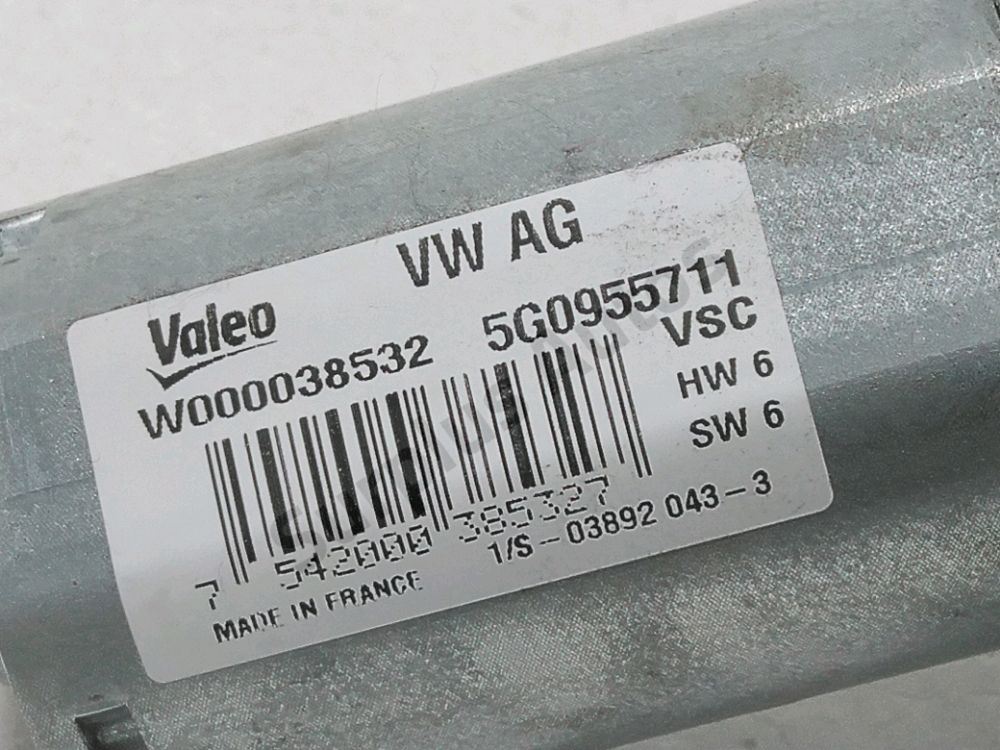 VW AG
Valeo
W000038532 5G0955711
VSC
HW 6
SW 6
7 542000 385327
1/S - 03892 043-3
MADE IN FRANCE